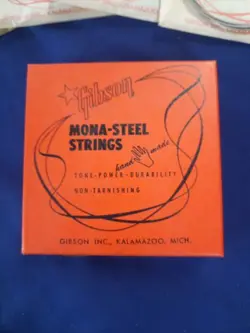 Gibson
MONA-STEEL
STRINGS
hand made
TONE-POWER-DURABILITY
NON-TARNISHING
GIBSON INC., KALAMAZOO, MICH.